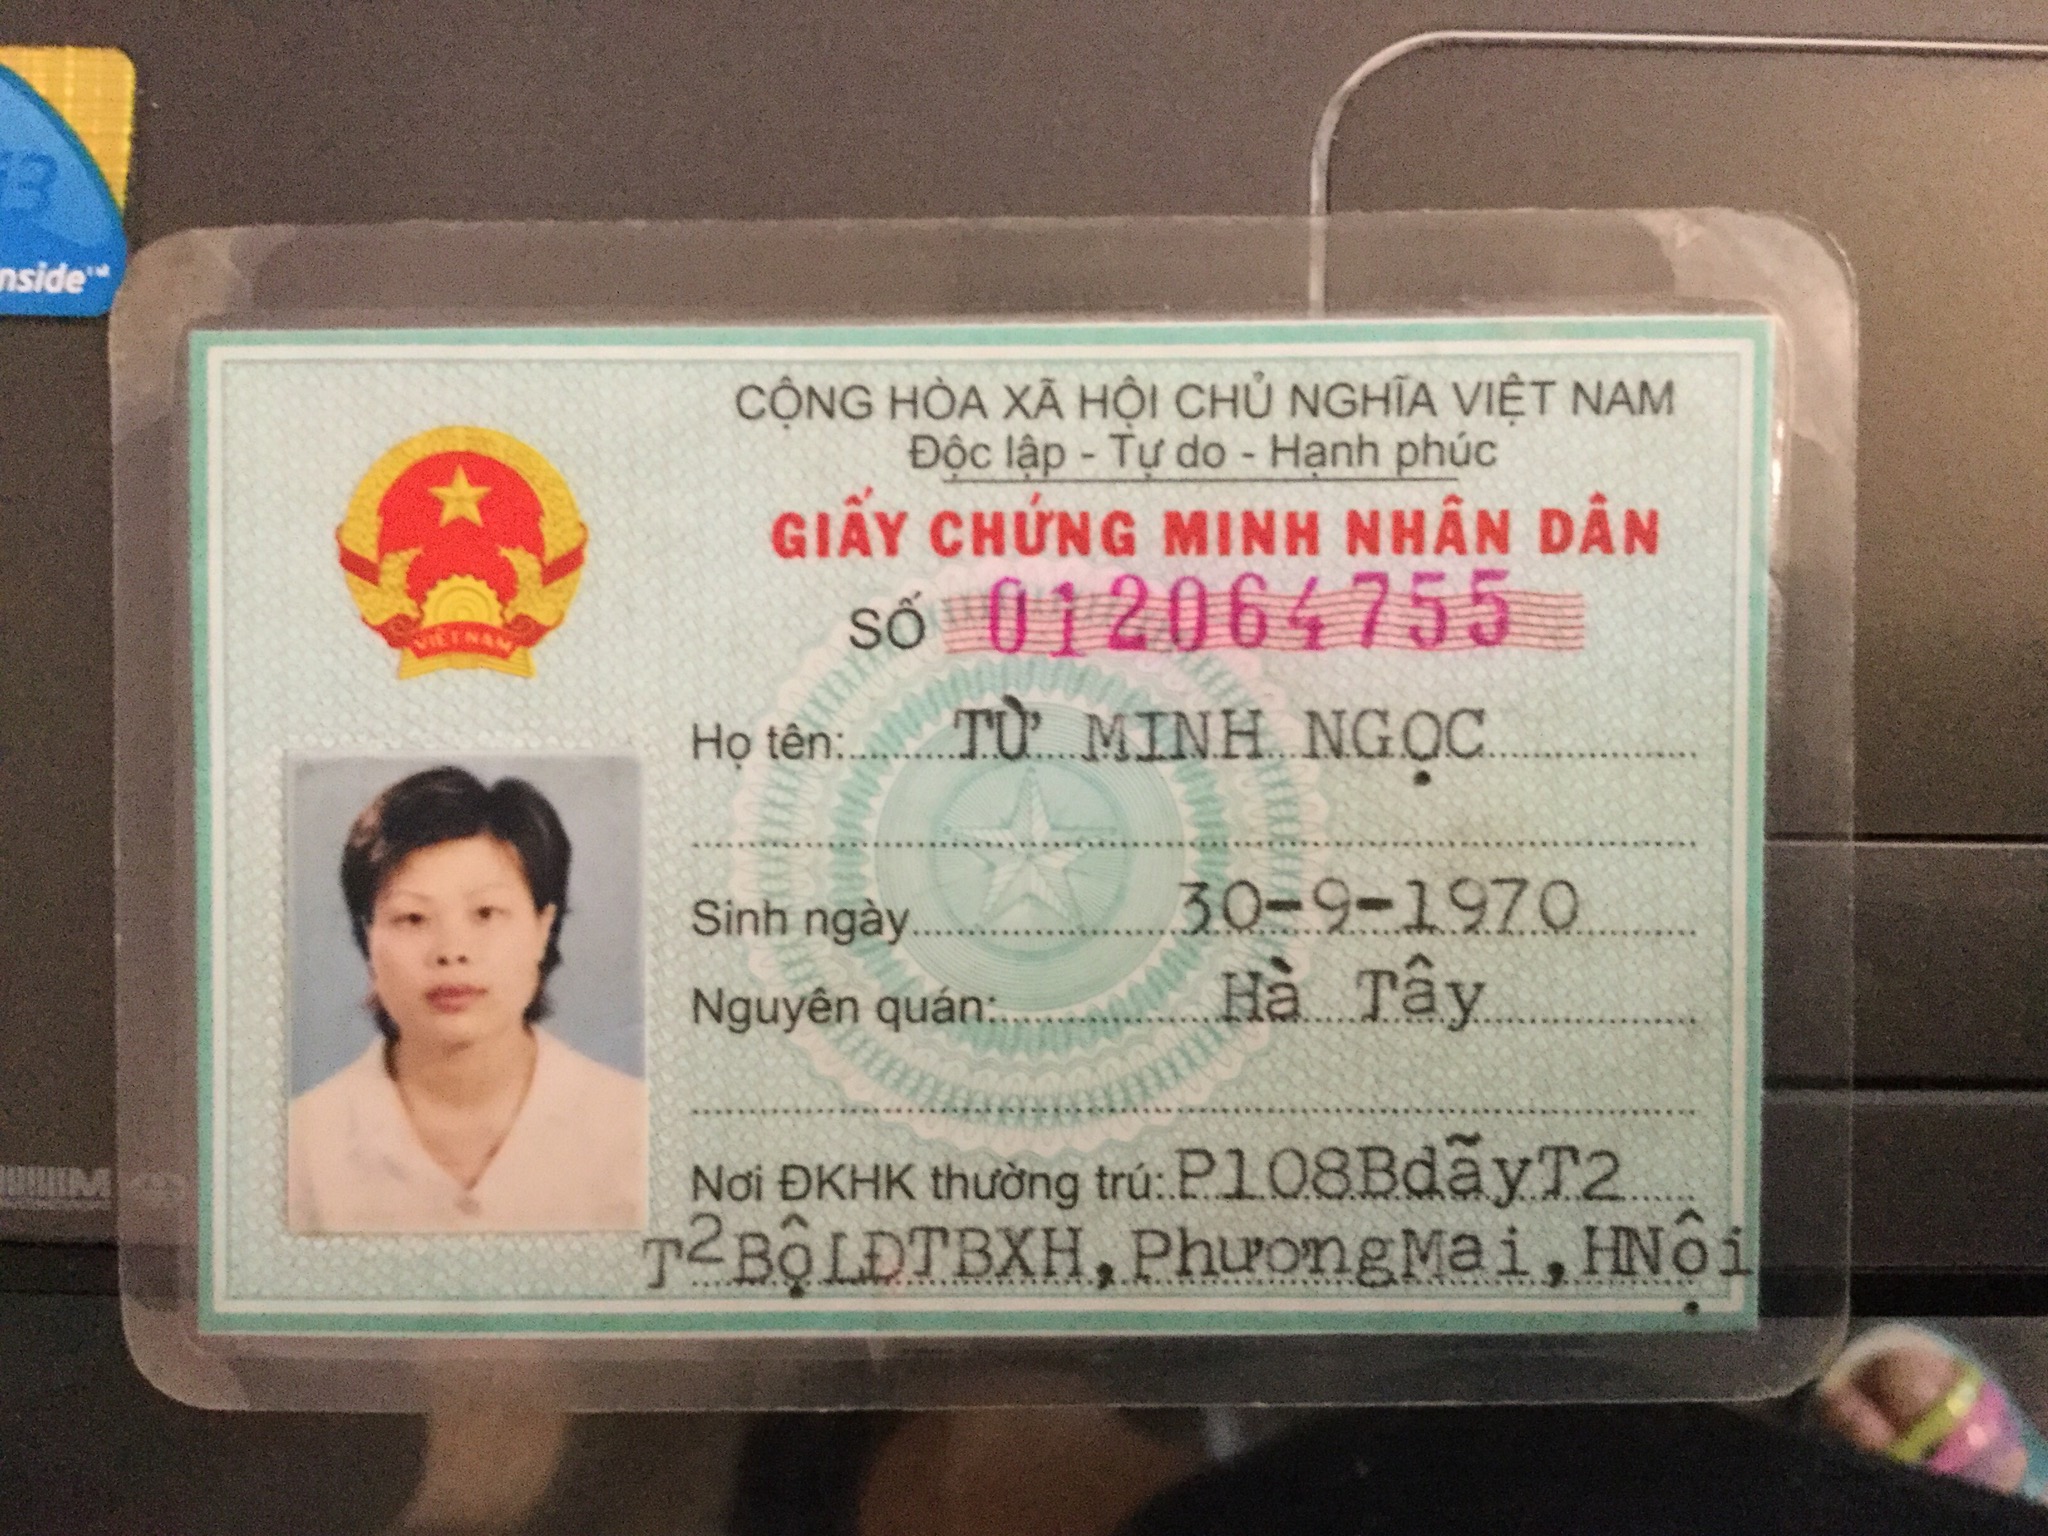 nside™
CỘNG HÒA XÃ HỘI CHỦ NGHĨA VIỆT NAM
Độc lập - Tự do - Hạnh phúc
GIẤY CHỨNG MINH NHÂN DÂN
SỐ 012064755
VIỆT NAM
Họ tên: TỪ MINH NGỌC
Sinh ngày 30-9-1970
Nguyên quán: Hà Tây
Nơi ĐKHK thường trú: P108BdãyT2
T2BộLĐTBXH, PhươngMai, HNội